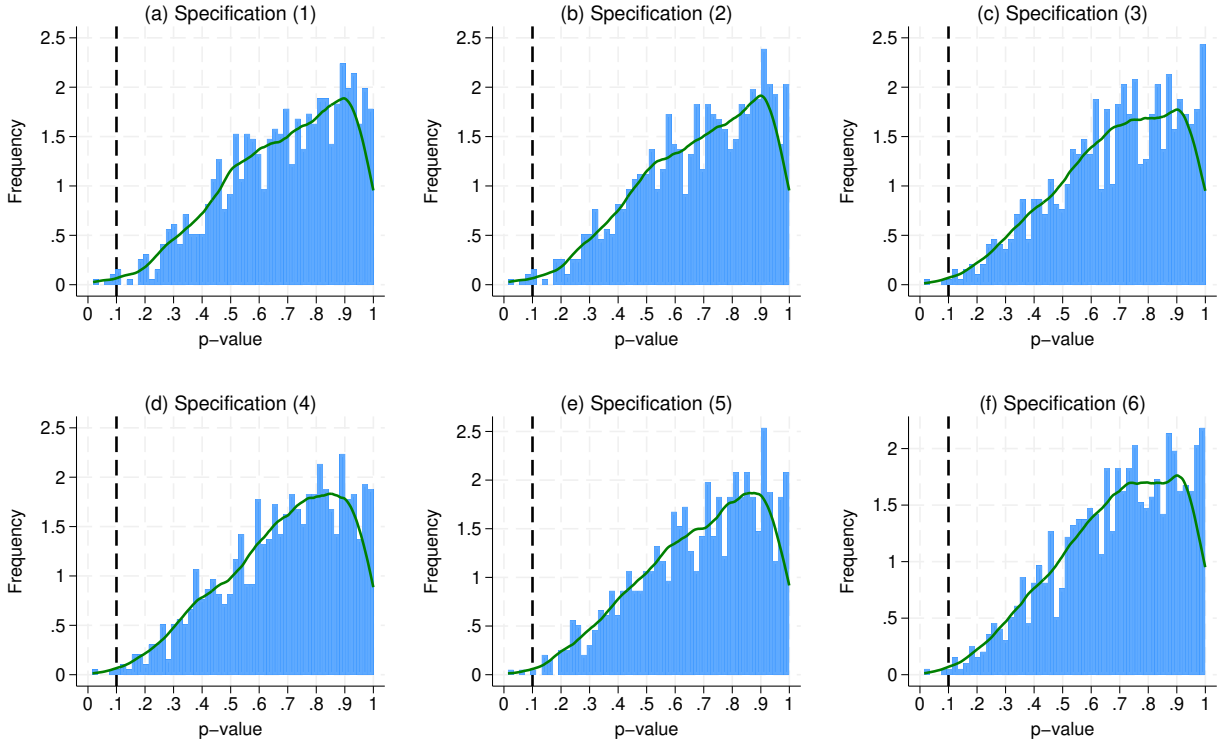 (a) Specification (1)
2.5
2
1.5
1
.5
0
Frequency
0 .1 .2 .3 .4 .5 .6 .7 .8 .9 1
p−value
(b) Specification (2)
2.5
2
1.5
1
.5
0
Frequency
0 .1 .2 .3 .4 .5 .6 .7 .8 .9 1
p−value
(c) Specification (3)
2.5
2
1.5
1
.5
0
Frequency
0 .1 .2 .3 .4 .5 .6 .7 .8 .9 1
p−value
(d) Specification (4)
2.5
2
1.5
1
.5
0
Frequency
0 .1 .2 .3 .4 .5 .6 .7 .8 .9 1
p−value
(e) Specification (5)
2.5
2
1.5
1
.5
0
Frequency
0 .1 .2 .3 .4 .5 .6 .7 .8 .9 1
p−value
(f) Specification (6)
2
1.5
1
.5
0
Frequency
0 .1 .2 .3 .4 .5 .6 .7 .8 .9 1
p−value